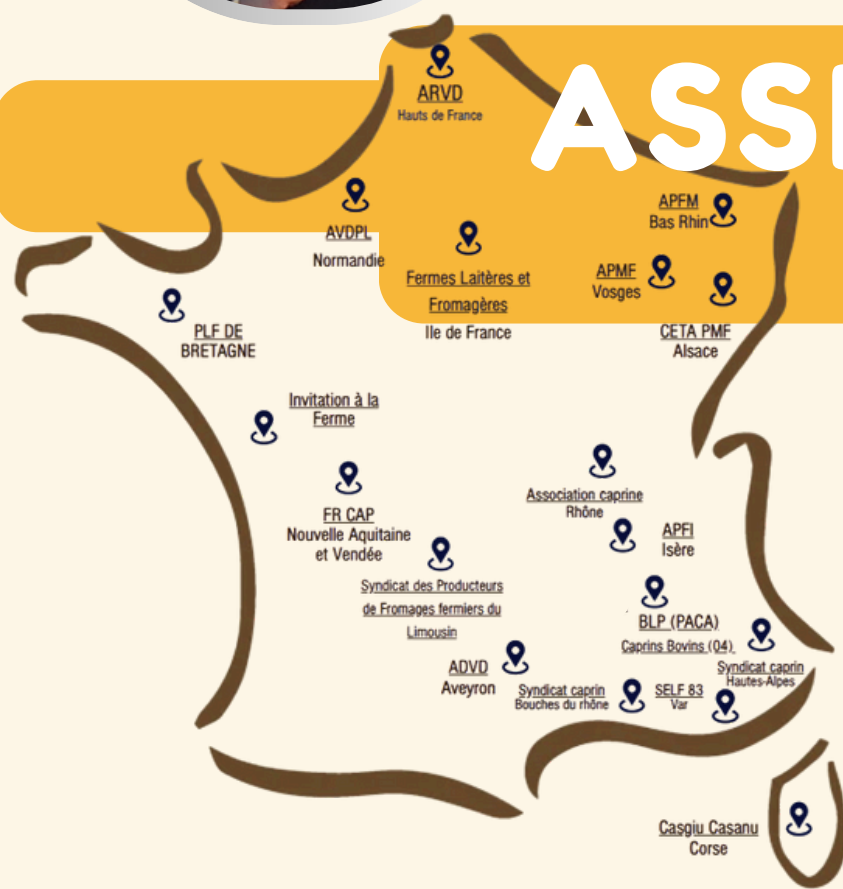 ARVD
Hauts de France
ASS
APFM
Bas Rhin
AVDPL
Normandie
Fermes Laitères et
Fromagères
Ile de France
APMF
Vosges
CETA PMF
Alsace
PLF DE
BRETAGNE
Invitation à la
Ferme
FR CAP
Nouvelle Aquitaine
et Vendée
Association caprine
Rhône
APFI
Isère
Syndicat des Producteurs
de Fromages fermiers du
Limousin
BLP (PACA)
Caprins Bovins (04)
Syndicat caprin
Hautes-Alpes
ADVD
Aveyron
Syndicat caprin
Bouches du rhône
SELF 83
Var
Casgiu Casanu
Corse